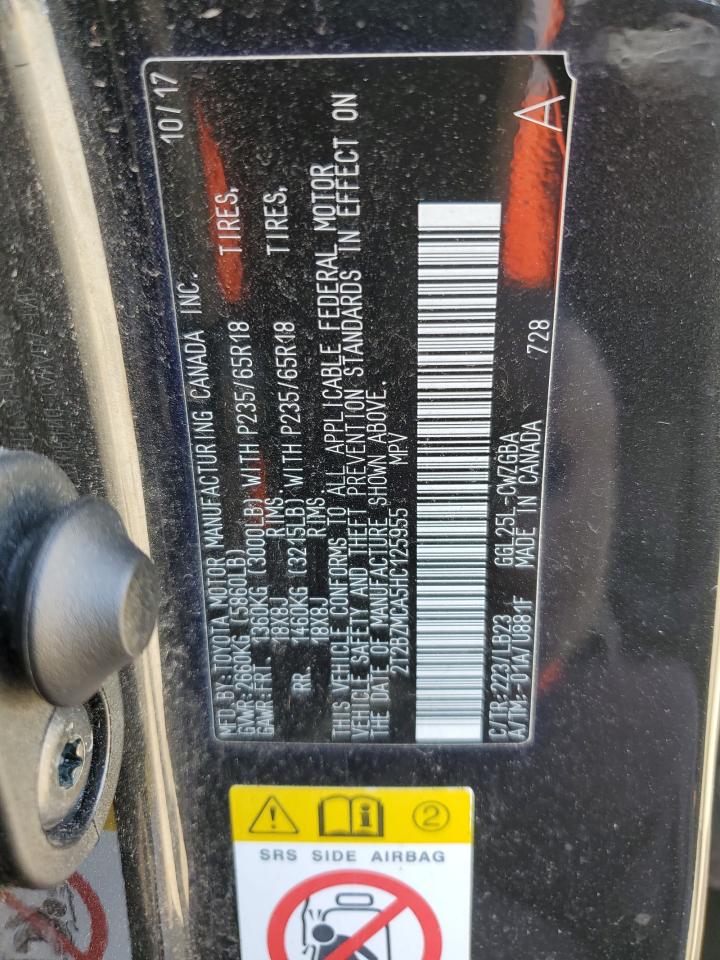 MFD. BY: TOYOTA MOTOR MANUFACTURING CANADA INC. 10/17
GVWR: 2660KG (5860LB)
GAWR: FRT. 1360KG (3000LB) WITH P235/65R18 TIRES,
18X8J RIMS.
RR. 1460KG (3245LB) WITH P235/65R18 TIRES,
18X8J RIMS.
THIS VEHICLE CONFORMS TO ALL APPLICABLE FEDERAL MOTOR
VEHICLE SAFETY AND THEFT PREVENTION STANDARDS IN EFFECT ON
THE DATE OF MANUFACTURE SHOWN ABOVE.
2T2BZMCA5HC125955 MPV
C/TR:223/LB23 GGL25L-CWZGBA
A/TM:-01A/U881F MADE IN CANADA 728 A
2
SRS SIDE AIRBAG